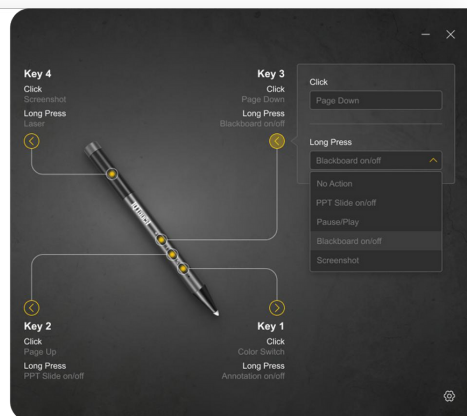 Key 4
Click
Screenshot
Long Press
Laser
Key 3
Click
Page Down
Long Press
Blackboard on/off
Click
Page Down
Long Press
Blackboard on/off
No Action
PPT Slide on/off
Pause/Play
Blackboard on/off
Screenshot
Key 2
Click
Page Up
Long Press
PPT Slide on/off
Key 1
Click
Color Switch
Long Press
Annotation on/off